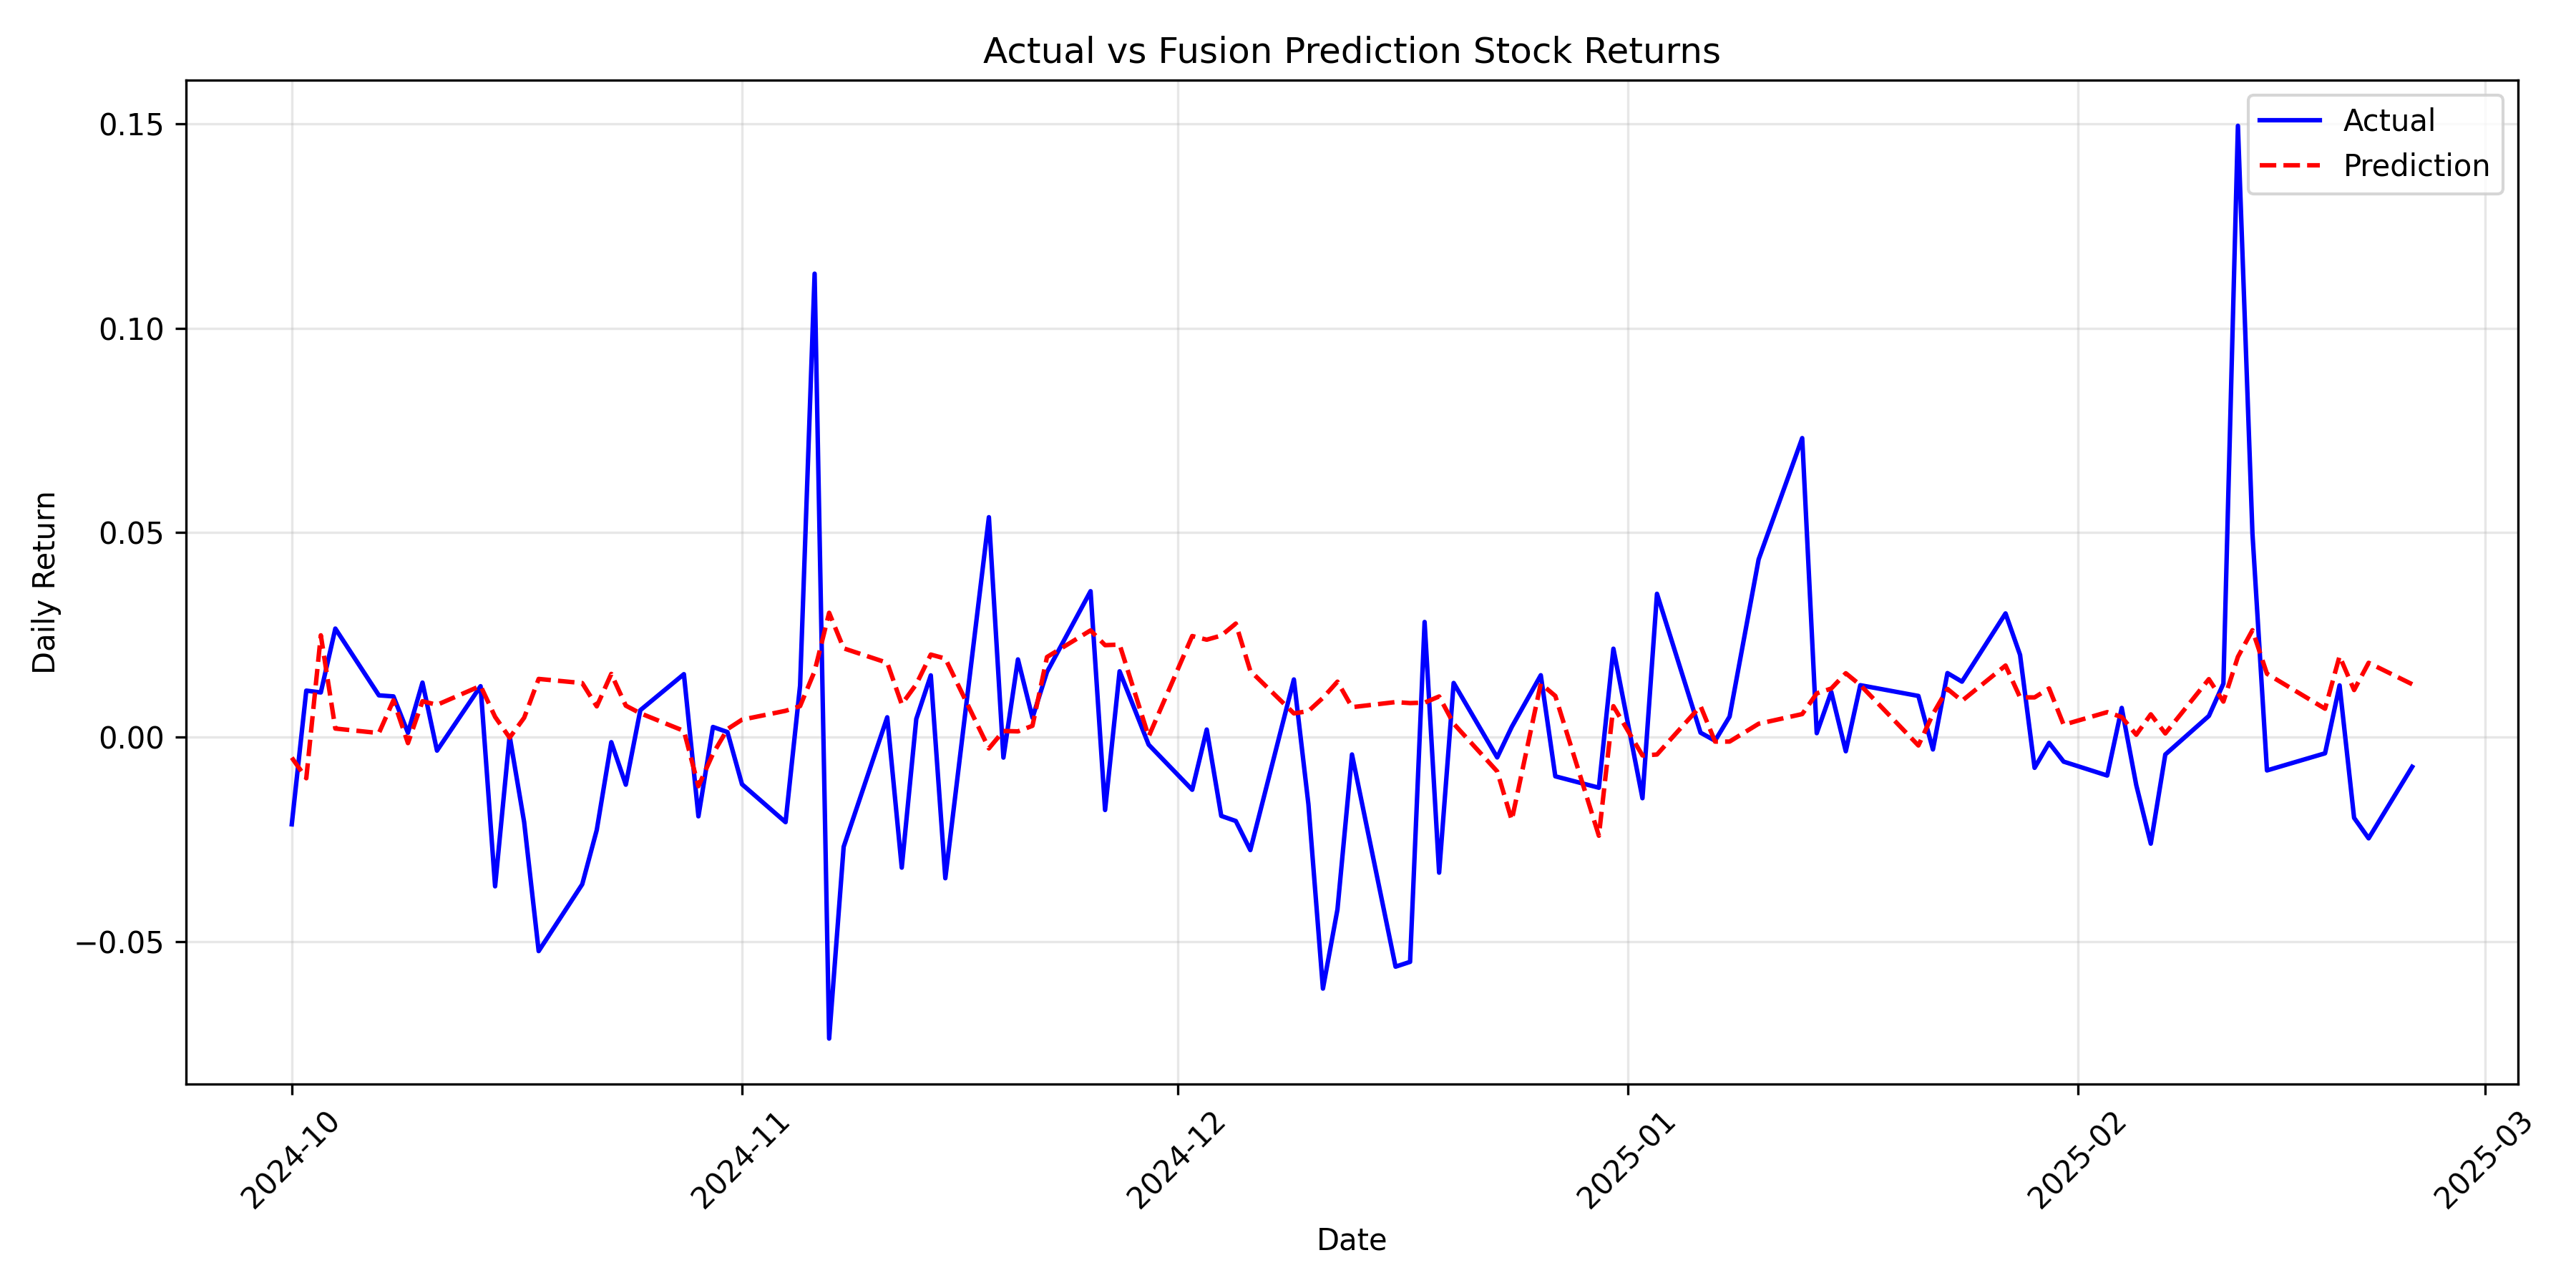 Actual vs Fusion Prediction Stock Returns
Actual
Prediction
Daily Return
0.15
0.10
0.05
0.00
−0.05
2024-10
2024-11
2024-12
2025-01
2025-02
2025-03
Date